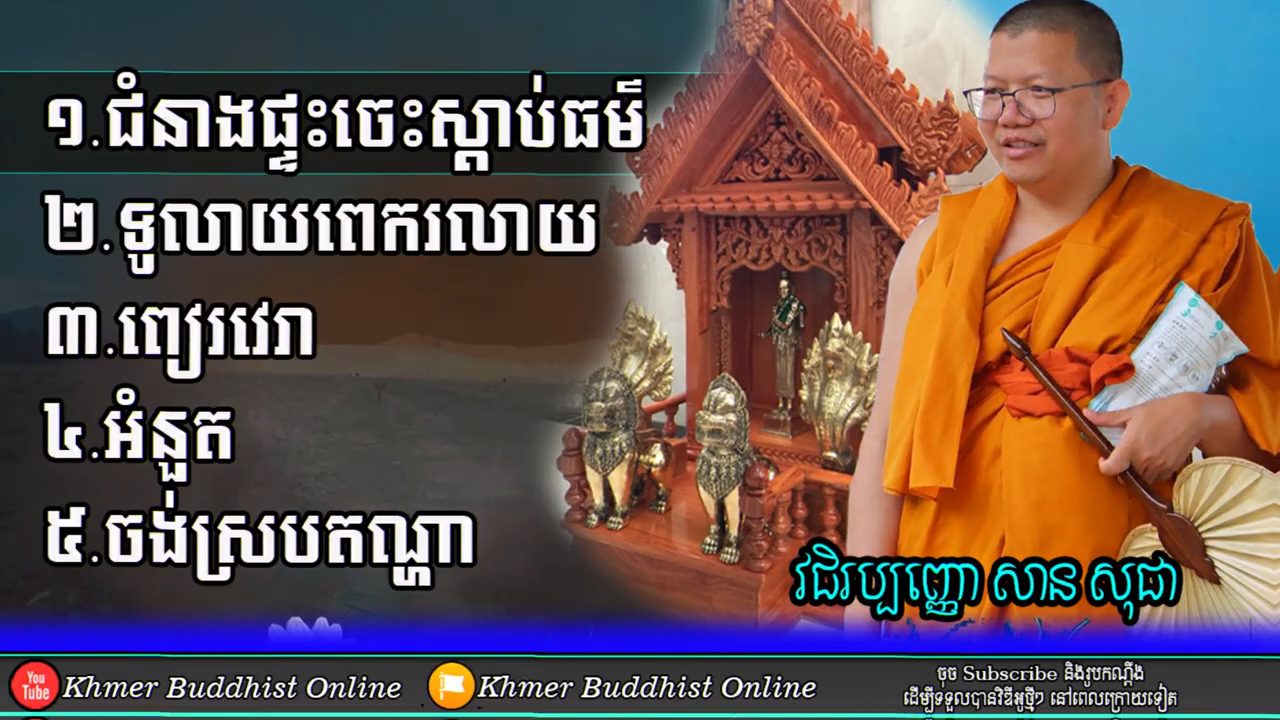 ១.ជំនាងផ្ទះចេះស្ដាប់ធម៌
២.ទូលាយពេករលាយ
៣.ព្យៀរវេរា
៤.អំនួត
៥.ចង់ស្របតណ្ហា
វជិរប្បញ្ញោ សាន សុជា
You Tube Khmer Buddhist Online
Khmer Buddhist Online
ចុច Subscribe និងរូបកណ្ដឹង
ដើម្បីទទួលបានវិឌីអូថ្មីៗ នៅពេលក្រោយទៀត